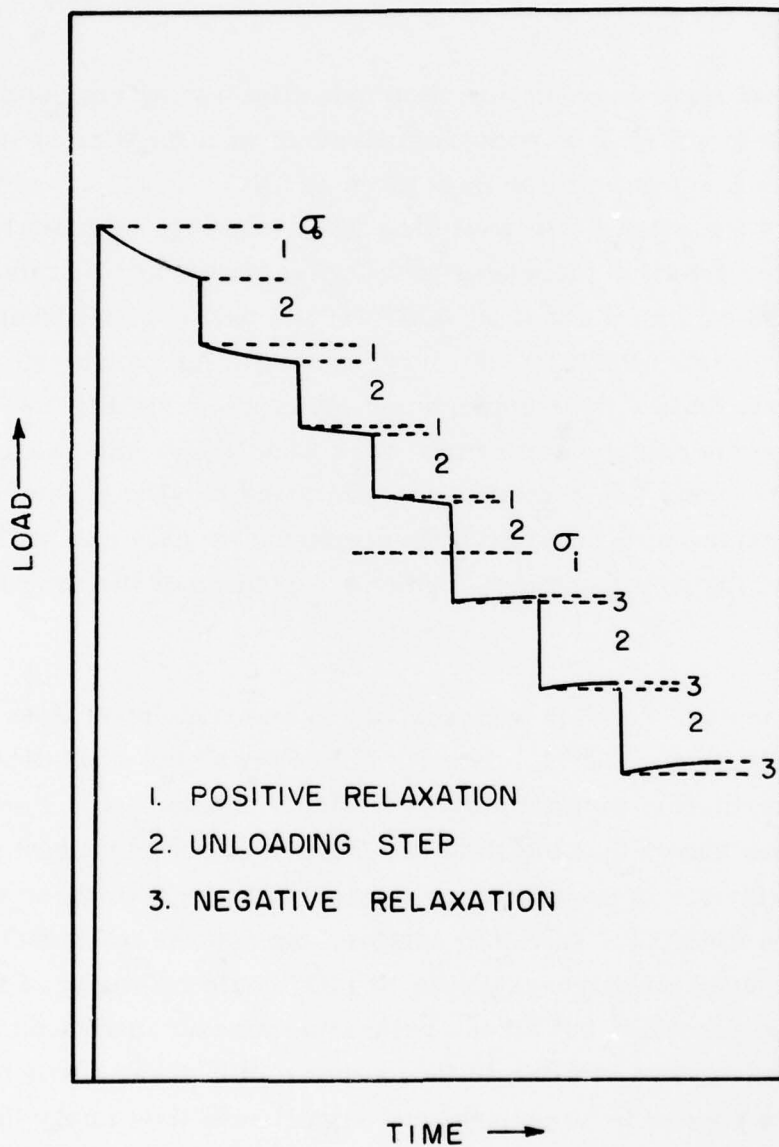 σ₀
1
2
1
2
1
2
1
2
σi
3
2
3
2
3
1. POSITIVE RELAXATION
2. UNLOADING STEP
3. NEGATIVE RELAXATION
LOAD
TIME